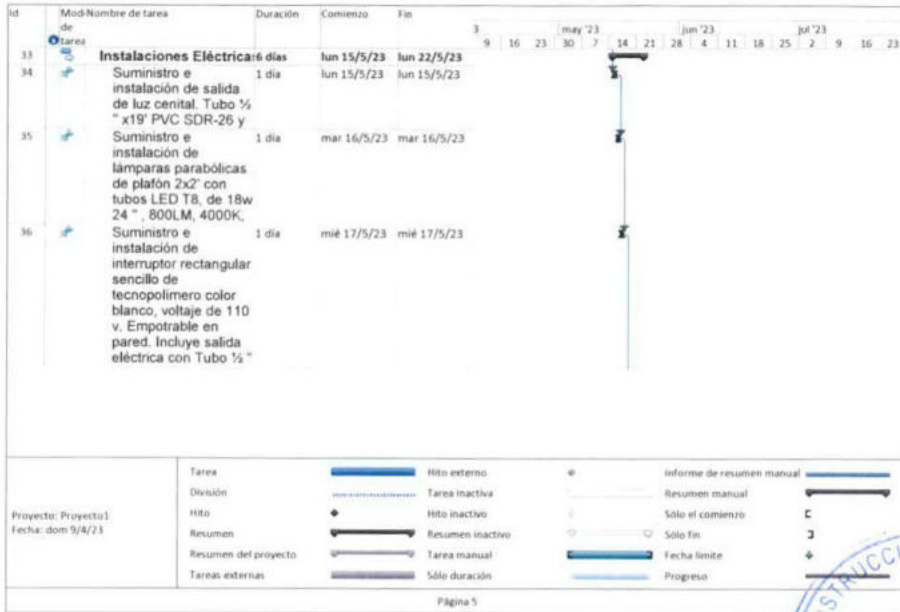 Id Modo Nombre de tarea Duración Comienzo Fin
de
tarea
3 may '23 jun '23 jul '23
9 16 23 30 7 14 21 28 4 11 18 25 2 9 16 23
33 Instalaciones Eléctricas 6 días lun 15/5/23 lun 22/5/23
34 Suministro e 1 día lun 15/5/23 lun 15/5/23
instalación de salida
de luz cenital. Tubo ½
" x19' PVC SDR-26 y
35 Suministro e 1 día mar 16/5/23 mar 16/5/23
instalación de
lámparas parabólicas
de plafón 2x2' con
tubos LED T8, de 18w
24 " , 800LM, 4000K,
36 Suministro e 1 día mié 17/5/23 mié 17/5/23
instalación de
interruptor rectangular
sencillo de
tecnopolimero color
blanco, voltaje de 110
v. Empotrable en
pared. Incluye salida
eléctrica con Tubo ½ "
Proyecto: Proyecto1
Fecha: dom 9/4/23
Tarea Hito externo Informe de resumen manual
División Tarea inactiva Resumen manual
Hito Hito inactivo Sólo el comienzo
Resumen Resumen inactivo Sólo fin
Resumen del proyecto Tarea manual Fecha límite
Tareas externas Sólo duración Progreso
Página 5